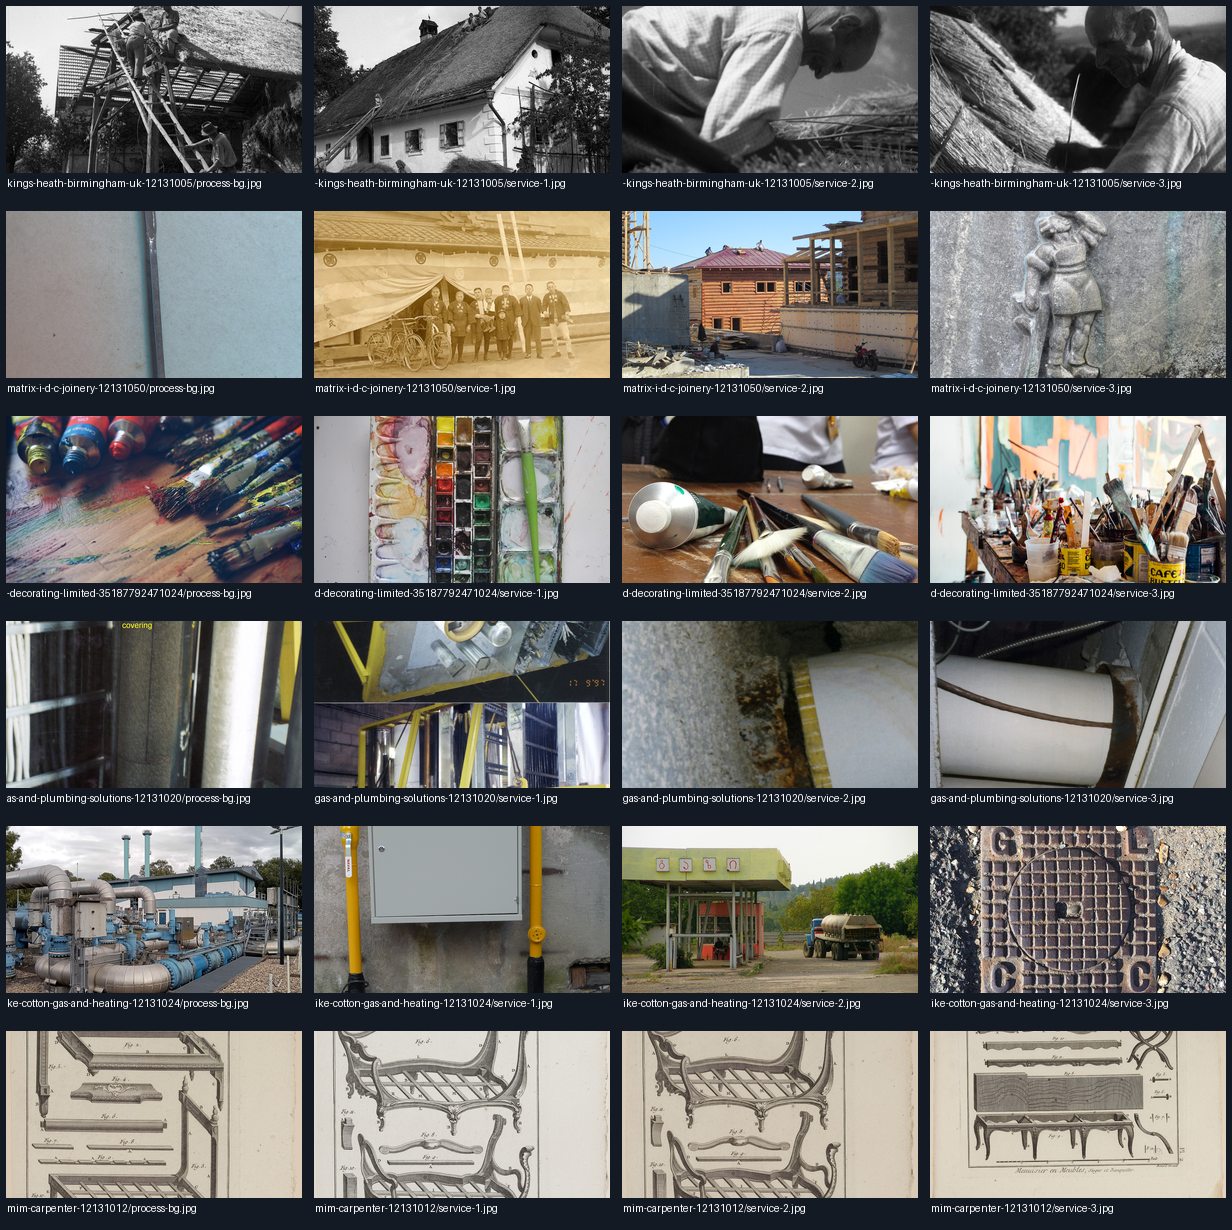 kings-heath-birmingham-uk-12131005/process-bg.jpg
-kings-heath-birmingham-uk-12131005/service-1.jpg
-kings-heath-birmingham-uk-12131005/service-2.jpg
-kings-heath-birmingham-uk-12131005/service-3.jpg
matrix-i-d-c-joinery-12131050/process-bg.jpg
matrix-i-d-c-joinery-12131050/service-1.jpg
matrix-i-d-c-joinery-12131050/service-2.jpg
matrix-i-d-c-joinery-12131050/service-3.jpg
CAFE
-decorating-limited-35187792471024/process-bg.jpg
d-decorating-limited-35187792471024/service-1.jpg
d-decorating-limited-35187792471024/service-2.jpg
d-decorating-limited-35187792471024/service-3.jpg
covering
17 9'97
as-and-plumbing-solutions-12131020/process-bg.jpg
gas-and-plumbing-solutions-12131020/service-1.jpg
gas-and-plumbing-solutions-12131020/service-2.jpg
gas-and-plumbing-solutions-12131020/service-3.jpg
G L
C C
ke-cotton-gas-and-heating-12131024/process-bg.jpg
ike-cotton-gas-and-heating-12131024/service-1.jpg
ike-cotton-gas-and-heating-12131024/service-2.jpg
ike-cotton-gas-and-heating-12131024/service-3.jpg
Menuisier en Meubles,
mim-carpenter-12131012/process-bg.jpg
mim-carpenter-12131012/service-1.jpg
mim-carpenter-12131012/service-2.jpg
mim-carpenter-12131012/service-3.jpg